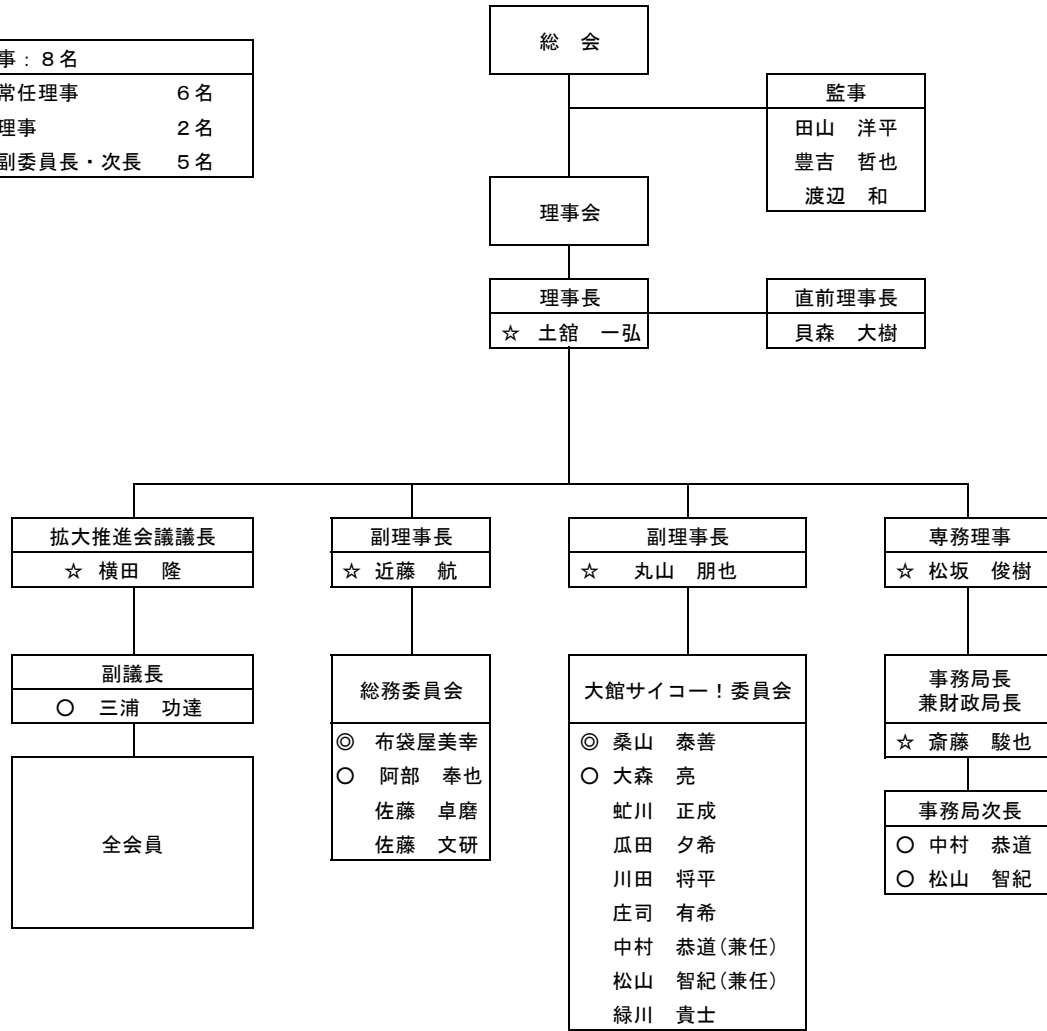 総　会
事：８名
常任理事　６名
理事　２名
副委員長・次長　５名
監事
田山　洋平
豊吉　哲也
渡辺　和
理事会
理事長
☆　土舘　一弘
直前理事長
貝森　大樹
拡大推進会議議長
☆　横田　隆
副議長
○　三浦　功達
全会員
副理事長
☆　近藤　航
総務委員会
◎　布袋屋美幸
○　阿部　奉也
佐藤　卓磨
佐藤　文研
副理事長
☆　丸山　朋也
大館サイコー！委員会
◎　桑山　泰善
○　大森　亮
虻川　正成
瓜田　夕希
川田　将平
庄司　有希
中村　恭道（兼任）
松山　智紀（兼任）
緑川　貴士
専務理事
☆　松坂　俊樹
事務局長
兼財政局長
☆　斎藤　駿也
事務局次長
○　中村　恭道
○　松山　智紀